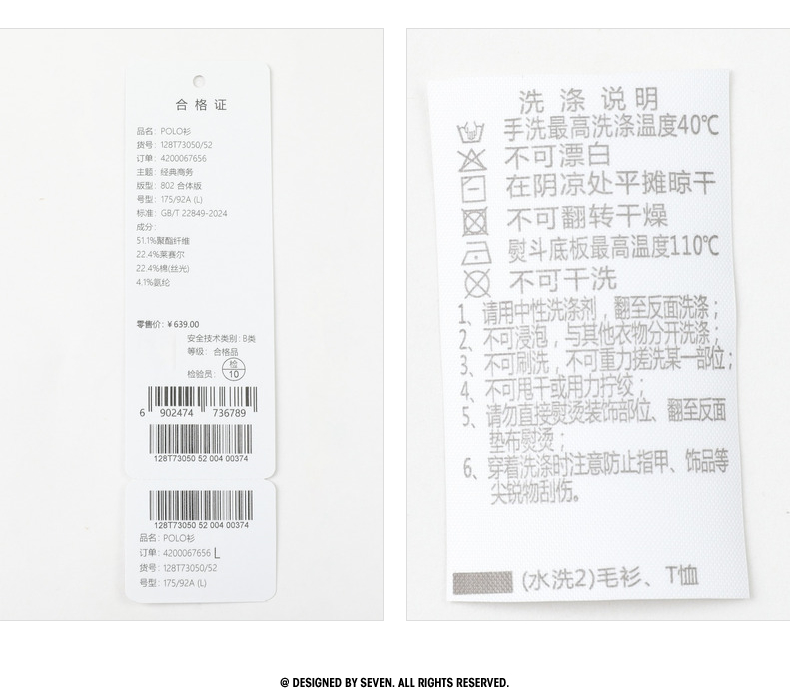 合格证
品名: POLO衫
货号: 128T73050/52
订单: 4200067656
主题: 经典商务
版型: 802 合体版
号型: 175/92A (L)
标准: GB/T 22849-2024
成分:
51.1%聚酯纤维
22.4%莱赛尔
22.4%棉(丝光)
4.1%氨纶
零售价: ¥639.00
安全技术类别: B类
等级: 合格品
检验员: 检 10
6 902474 736789
128T73050 52 004 00374
128T73050 52 004 00374
品名: POLO衫
订单: 4200067656 L
货号: 128T73050/52
号型: 175/92A (L)
洗涤说明
手洗最高洗涤温度40℃
不可漂白
在阴凉处平摊晾干
不可翻转干燥
熨斗底板最高温度110℃
不可干洗
1、请用中性洗涤剂，翻至反面洗涤；
2、不可浸泡，与其他衣物分开洗涤；
3、不可刷洗，不可重力搓洗某一部位；
4、不可甩干或用力拧绞；
5、请勿直接熨烫装饰部位、翻至反面
垫布熨烫；
6、穿着洗涤时注意防止指甲、饰品等
尖锐物刮伤。
(水洗2)毛衫、T恤
@ DESIGNED BY SEVEN. ALL RIGHTS RESERVED.